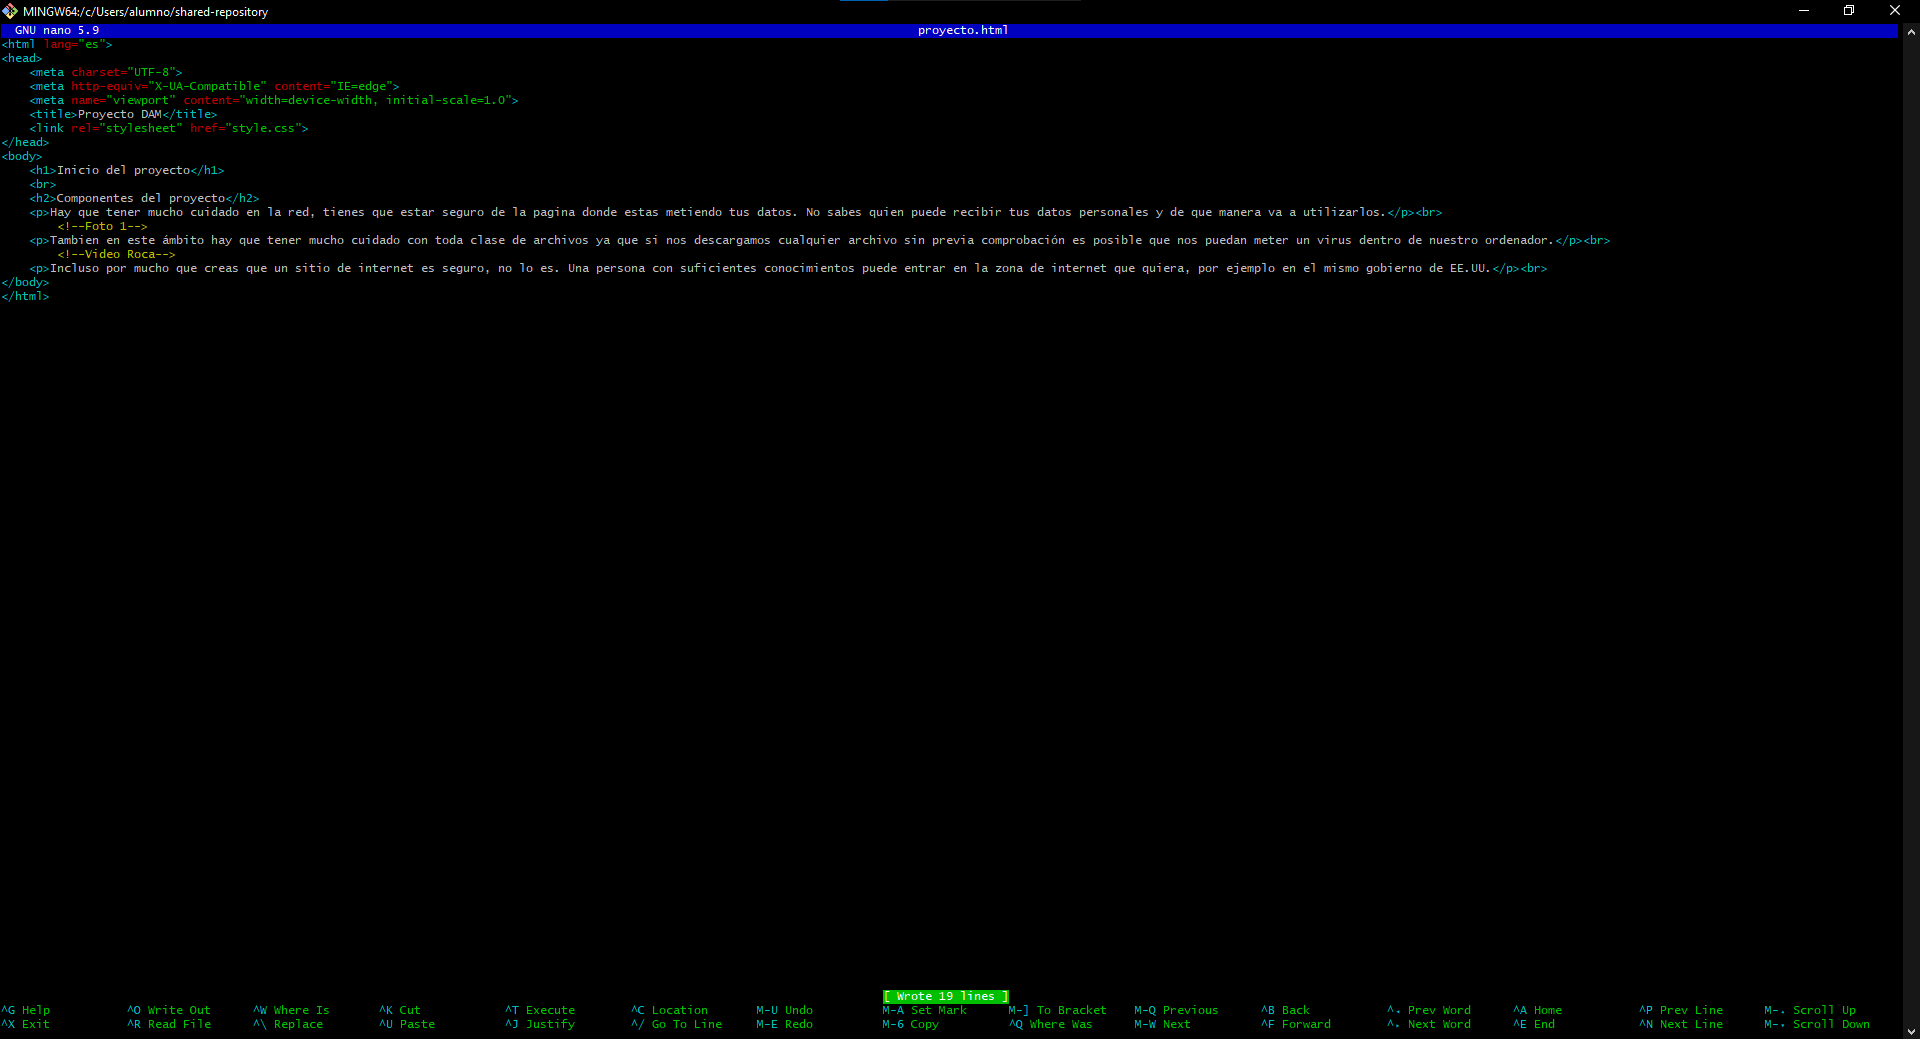 MINGW64:/c/Users/alumno/shared-repository
GNU nano 5.9 proyecto.html
<html lang="es">
<head>
    <meta charset="UTF-8">
    <meta http-equiv="X-UA-Compatible" content="IE=edge">
    <meta name="viewport" content="width=device-width, initial-scale=1.0">
    <title>Proyecto DAM</title>
    <link rel="stylesheet" href="style.css">
</head>
<body>
    <h1>Inicio del proyecto</h1>
    <br>
    <h2>Componentes del proyecto</h2>
    <p>Hay que tener mucho cuidado en la red, tienes que estar seguro de la pagina donde estas metiendo tus datos. No sabes quien puede recibir tus datos personales y de que manera va a utilizarlos.</p><br>
        <!--Foto 1-->
    <p>Tambien en este ámbito hay que tener mucho cuidado con toda clase de archivos ya que si nos descargamos cualquier archivo sin previa comprobación es posible que nos puedan meter un virus dentro de nuestro ordenador.</p><br>
        <!--Video Roca-->
    <p>Incluso por mucho que creas que un sitio de internet es seguro, no lo es. Una persona con suficientes conocimientos puede entrar en la zona de internet que quiera, por ejemplo en el mismo gobierno de EE.UU.</p><br>
</body>
</html>
[ Wrote 19 lines ]
^G Help ^O Write Out ^W Where Is ^K Cut ^T Execute ^C Location M-U Undo M-A Set Mark M-] To Bracket M-Q Previous ^B Back ^◂ Prev Word ^A Home ^P Prev Line M-▴ Scroll Up
^X Exit ^R Read File ^\ Replace ^U Paste ^J Justify ^/ Go To Line M-E Redo M-6 Copy ^Q Where Was M-W Next ^F Forward ^▸ Next Word ^E End ^N Next Line M-▾ Scroll Down